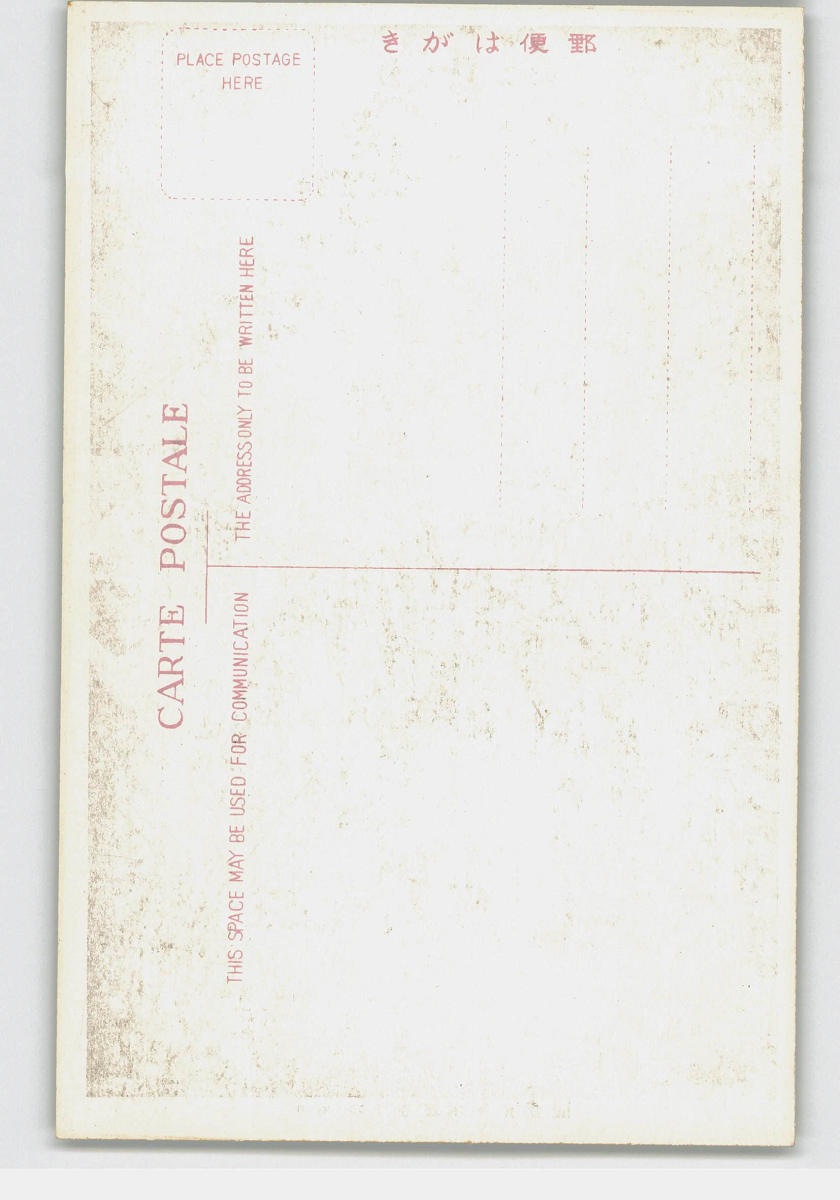 郵便はがき
PLACE POSTAGE
HERE
CARTE POSTALE
THE ADDRESS ONLY TO BE WRITTEN HERE
THIS SPACE MAY BE USED FOR COMMUNICATION